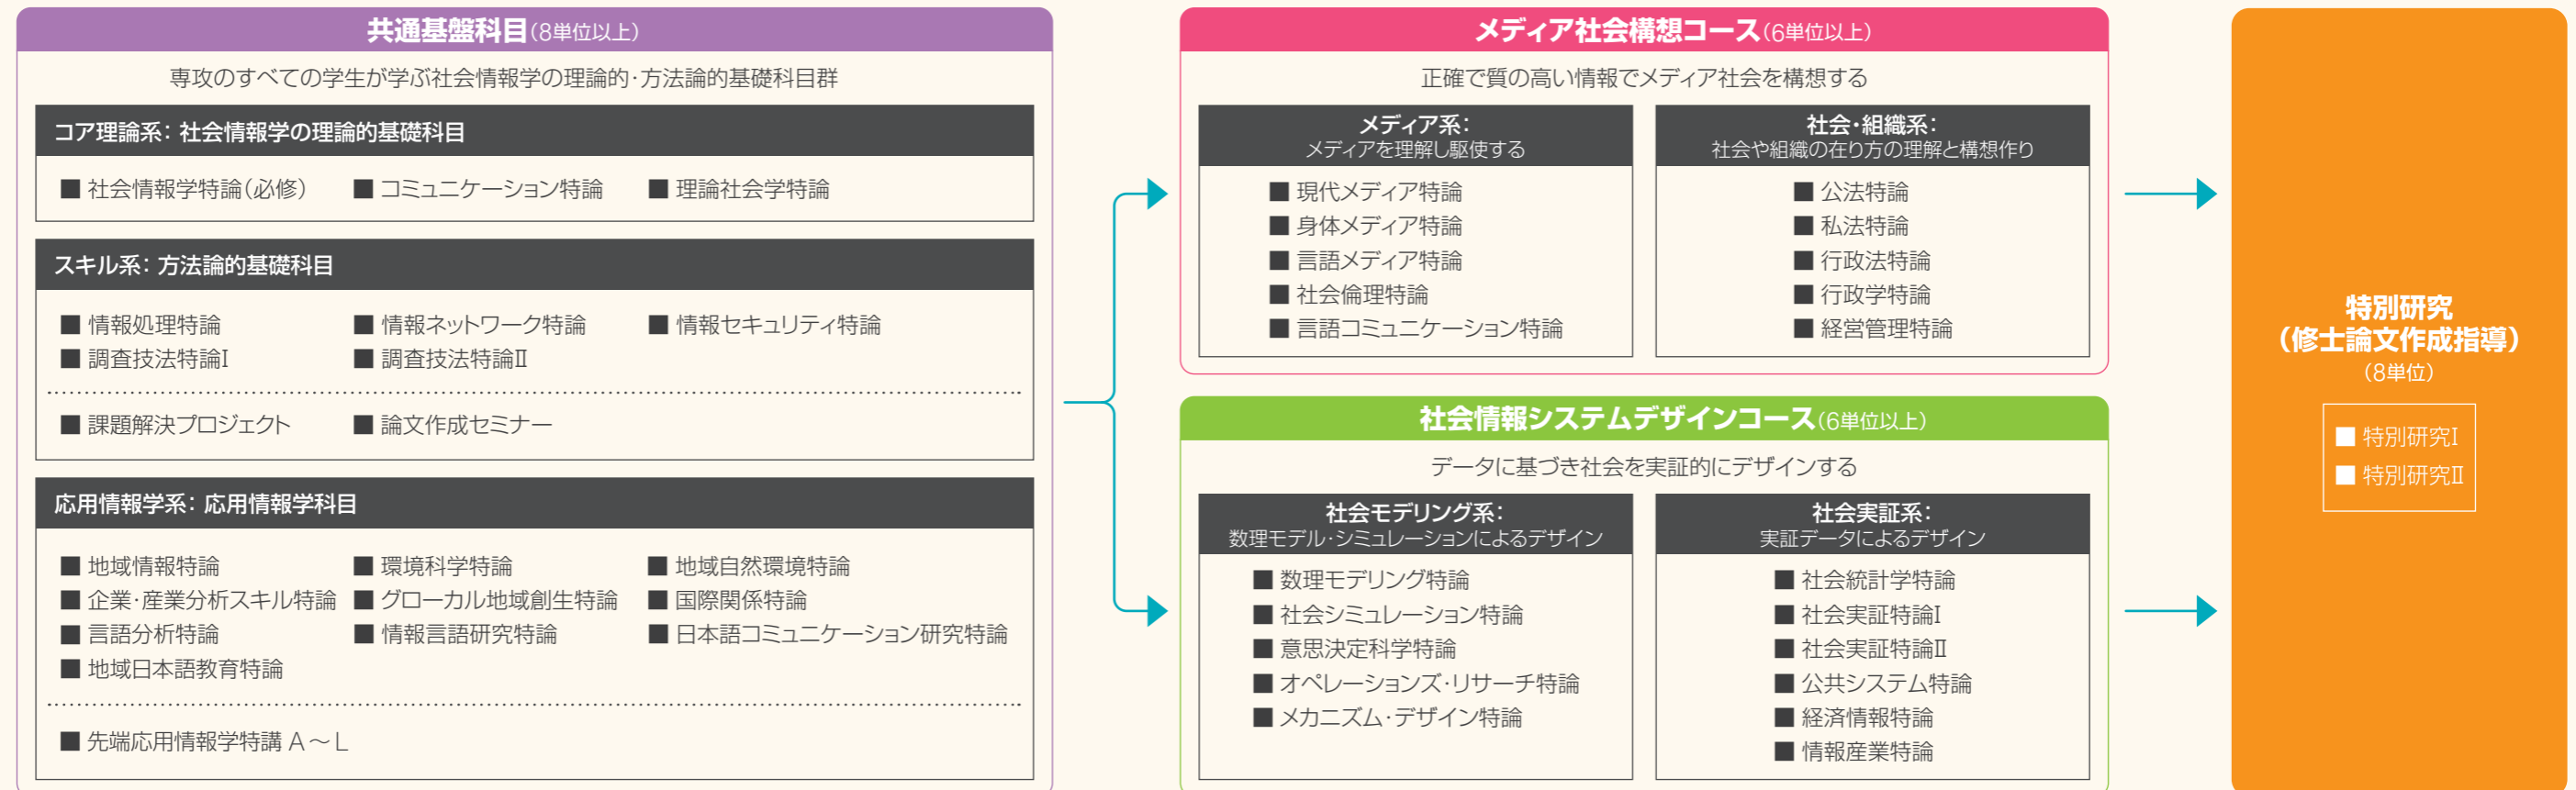 共通基盤科目(8単位以上)
専攻のすべての学生が学ぶ社会情報学の理論的・方法論的基礎科目群
コア理論系：社会情報学の理論的基礎科目
■ 社会情報学特論(必修) ■ コミュニケーション特論 ■ 理論社会学特論
スキル系：方法論的基礎科目
■ 情報処理特論 ■ 情報ネットワーク特論 ■ 情報セキュリティ特論
■ 調査技法特論Ⅰ ■ 調査技法特論Ⅱ
■ 課題解決プロジェクト ■ 論文作成セミナー
応用情報学系：応用情報学科目
■ 地域情報特論 ■ 環境科学特論 ■ 地域自然環境特論
■ 企業・産業分析スキル特論 ■ グローカル地域創生特論 ■ 国際関係特論
■ 言語分析特論 ■ 情報言語研究特論 ■ 日本語コミュニケーション研究特論
■ 地域日本語教育特論
■ 先端応用情報学特講 A～L
メディア社会構想コース(6単位以上)
正確で質の高い情報でメディア社会を構想する
メディア系：
メディアを理解し駆使する
■ 現代メディア特論
■ 身体メディア特論
■ 言語メディア特論
■ 社会倫理特論
■ 言語コミュニケーション特論
社会・組織系：
社会や組織の在り方の理解と構想作り
■ 公法特論
■ 私法特論
■ 行政法特論
■ 行政学特論
■ 経営管理特論
社会情報システムデザインコース(6単位以上)
データに基づき社会を実証的にデザインする
社会モデリング系：
数理モデル・シミュレーションによるデザイン
■ 数理モデリング特論
■ 社会シミュレーション特論
■ 意思決定科学特論
■ オペレーションズ・リサーチ特論
■ メカニズム・デザイン特論
社会実証系：
実証データによるデザイン
■ 社会統計学特論
■ 社会実証特論Ⅰ
■ 社会実証特論Ⅱ
■ 公共システム特論
■ 経済情報特論
■ 情報産業特論
特別研究
(修士論文作成指導)
(8単位)
■ 特別研究Ⅰ
■ 特別研究Ⅱ